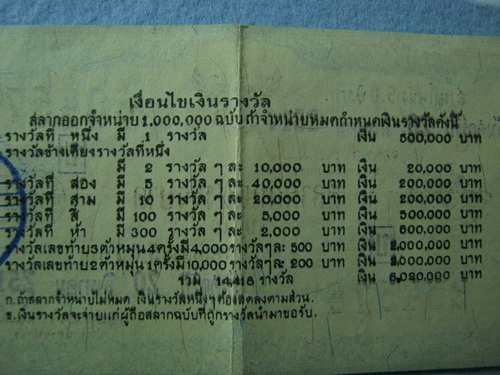 เงื่อนไขเงินรางวัล
สลากออกจำหน่าย 1,000,000 ฉบับ ถ้าจำหน่ายหมดกำหนดเงินรางวัลดังนี้
รางวัลที่ หนึ่ง มี 1 รางวัล เงิน 500,000 บาท
รางวัลข้างเคียงรางวัลที่หนึ่ง
มี 2 รางวัล ๆ ละ 10,000 บาท เงิน 20,000 บาท
รางวัลที่ สอง มี 5 รางวัล ๆ ละ 40,000 บาท เงิน 200,000 บาท
รางวัลที่ สาม มี 10 รางวัล ๆ ละ 20,000 บาท เงิน 200,000 บาท
รางวัลที่ สี่ มี 100 รางวัล ๆ ละ 5,000 บาท เงิน 500,000 บาท
รางวัลที่ ห้า มี 300 รางวัล ๆ ละ 2,000 บาท เงิน 600,000 บาท
รางวัลเลขท้าย 3 ตัวหมุน 4 ครั้งมี 4,000 รางวัลๆละ 500 บาท เงิน 2,000,000 บาท
รางวัลเลขท้าย 2 ตัวหมุน 1 ครั้งมี 10,000 รางวัลๆละ 200 บาท เงิน 2,000,000 บาท
รวม 14,418 รางวัล เงิน 6,020,000 บาท
ก.ถ้าสลากจำหน่ายไม่หมด เงินรางวัลหนึ่งๆต้องลดลงตามส่วน.
ข.เงินรางวัลจะจ่ายแก่ผู้ถือสลากฉบับที่ถูกรางวัลนำมาขอรับ.